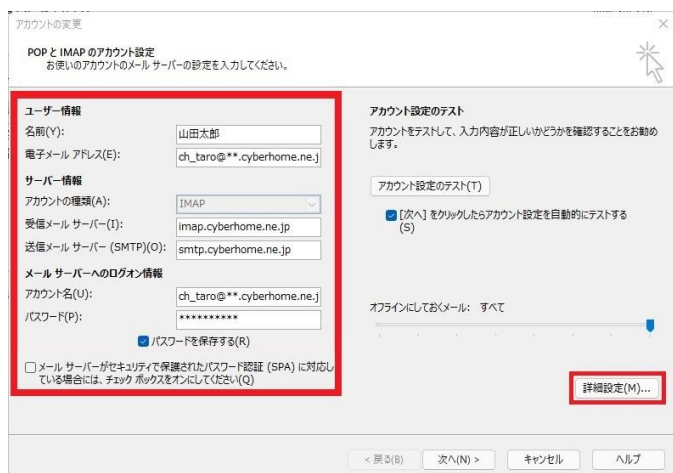 アカウントの変更
POP と IMAP のアカウント設定
お使いのアカウントのメール サーバーの設定を入力してください。
ユーザー情報
名前(Y):
山田太郎
電子メール アドレス(E):
ch_taro@**.cyberhome.ne.j
サーバー情報
アカウントの種類(A):
IMAP
受信メール サーバー(I):
imap.cyberhome.ne.jp
送信メール サーバー (SMTP)(O):
smtp.cyberhome.ne.jp
メール サーバーへのログオン情報
アカウント名(U):
ch_taro@**.cyberhome.ne.j
パスワード(P):
**********
パスワードを保存する(R)
メール サーバーがセキュリティで保護されたパスワード認証 (SPA) に対応し
ている場合には、チェック ボックスをオンにしてください(Q)
アカウント設定のテスト
アカウントをテストして、入力内容が正しいかどうかを確認することをお勧め
します。
アカウント設定のテスト(T)
[次へ] をクリックしたらアカウント設定を自動的にテストする
(S)
オフラインにしておくメール: すべて
詳細設定(M)...
< 戻る(B)
次へ(N) >
キャンセル
ヘルプ